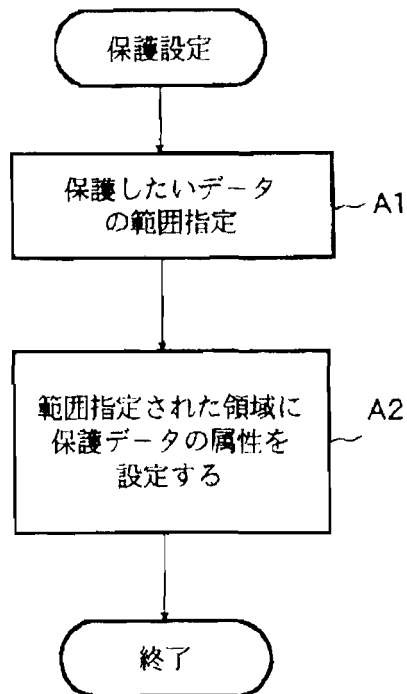 保護設定
保護したいデータ
の範囲指定
A1
範囲指定された領域に
保護データの属性を
設定する
A2
終了